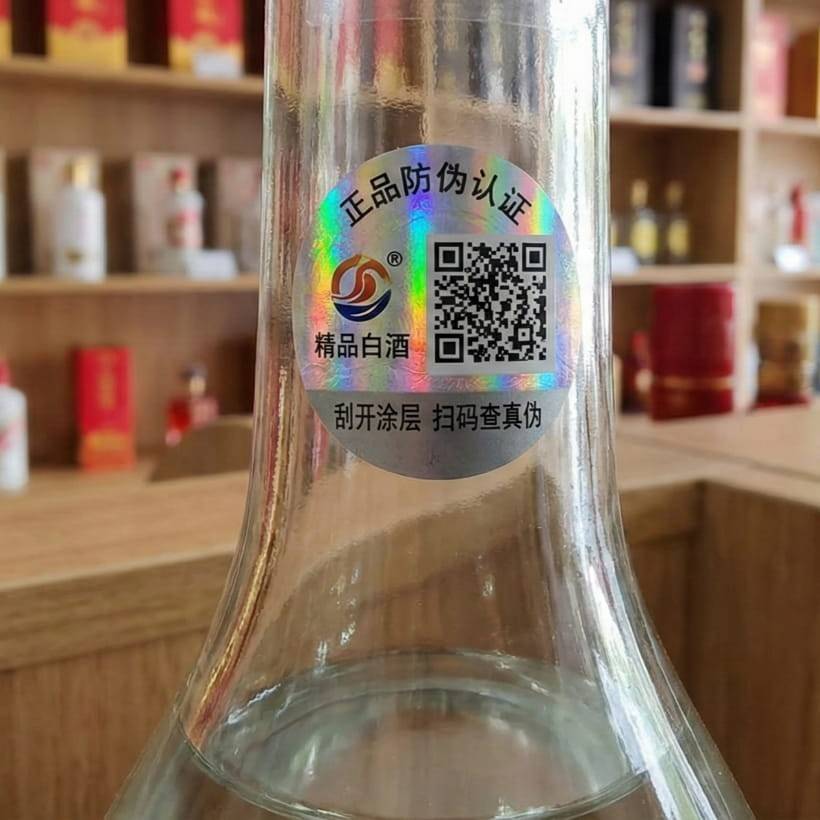 正品防伪认证
®
精品白酒
刮开涂层 扫码查真伪